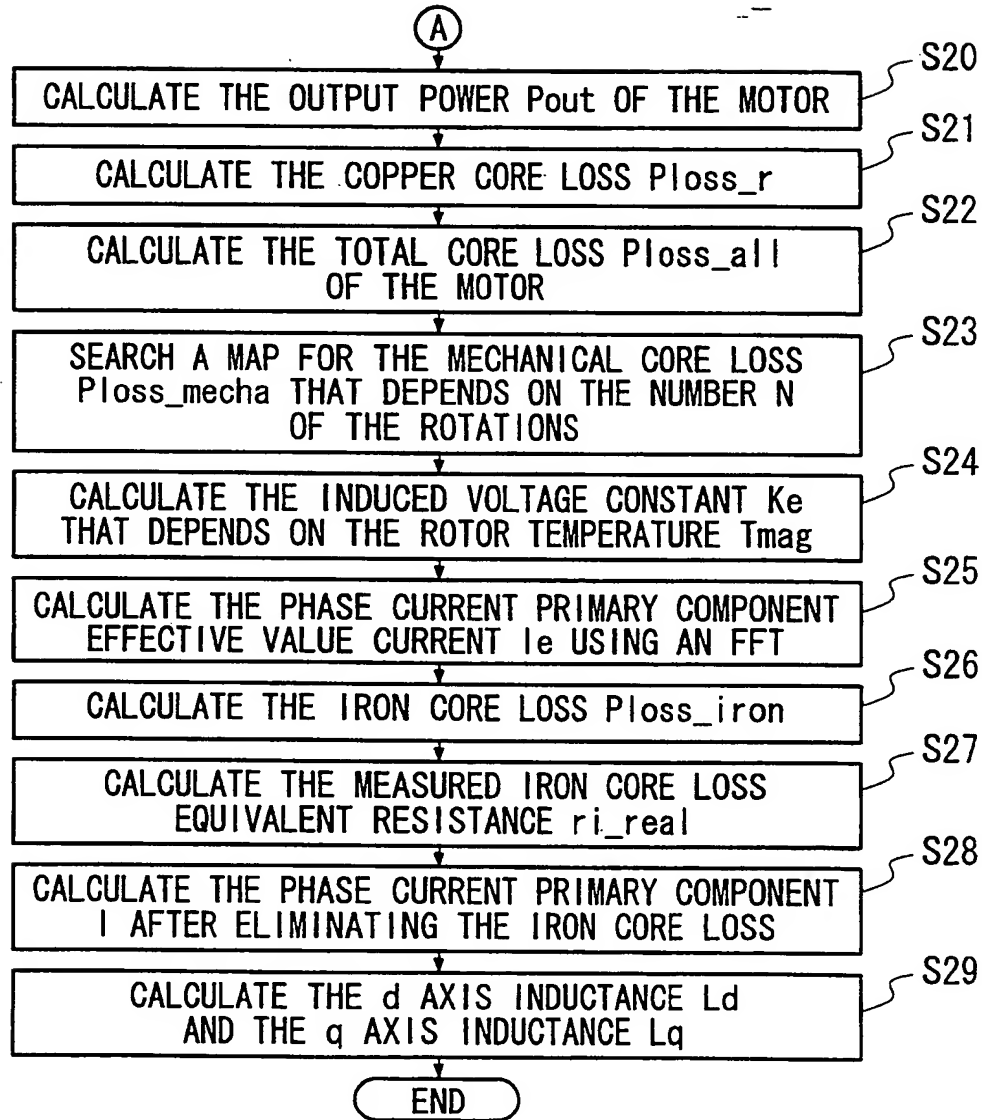 A
CALCULATE THE OUTPUT POWER Pout OF THE MOTOR
S20
CALCULATE THE COPPER CORE LOSS Ploss_r
S21
CALCULATE THE TOTAL CORE LOSS Ploss_all
OF THE MOTOR
S22
SEARCH A MAP FOR THE MECHANICAL CORE LOSS
Ploss_mecha THAT DEPENDS ON THE NUMBER N
OF THE ROTATIONS
S23
CALCULATE THE INDUCED VOLTAGE CONSTANT Ke
THAT DEPENDS ON THE ROTOR TEMPERATURE Tmag
S24
CALCULATE THE PHASE CURRENT PRIMARY COMPONENT
EFFECTIVE VALUE CURRENT Ie USING AN FFT
S25
CALCULATE THE IRON CORE LOSS Ploss_iron
S26
CALCULATE THE MEASURED IRON CORE LOSS
EQUIVALENT RESISTANCE ri_real
S27
CALCULATE THE PHASE CURRENT PRIMARY COMPONENT
I AFTER ELIMINATING THE IRON CORE LOSS
S28
CALCULATE THE d AXIS INDUCTANCE Ld
AND THE q AXIS INDUCTANCE Lq
S29
END